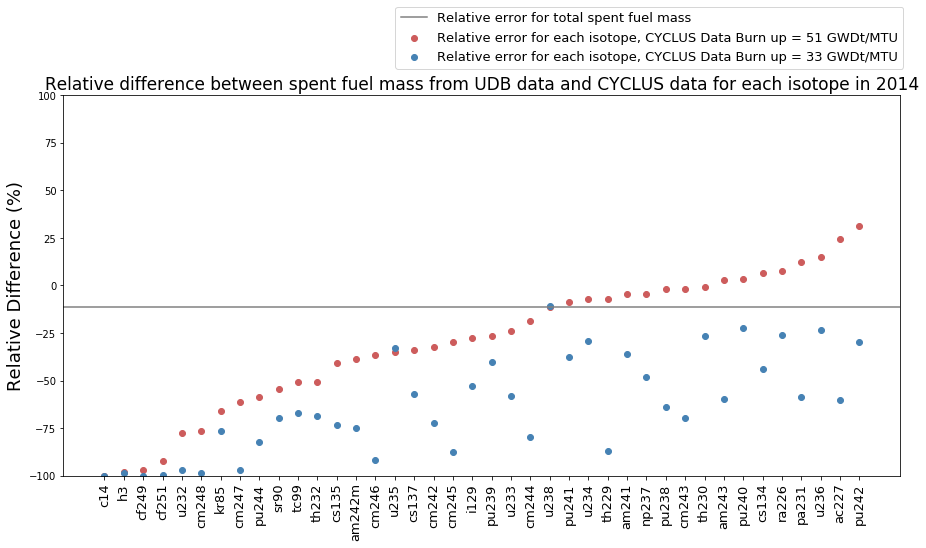 Relative error for total spent fuel mass
Relative error for each isotope, CYCLUS Data Burn up = 51 GWDt/MTU
Relative error for each isotope, CYCLUS Data Burn up = 33 GWDt/MTU
Relative difference between spent fuel mass from UDB data and CYCLUS data for each isotope in 2014
Relative Difference (%)
100
75
50
25
0
−25
−50
−75
−100
c14
h3
cf249
cf251
u232
cm248
kr85
cm247
pu244
sr90
tc99
th232
cs135
am242m
cm246
u235
cs137
cm242
cm245
i129
pu239
u233
cm244
u238
pu241
u234
th229
am241
np237
pu238
cm243
th230
am243
pu240
cs134
ra226
pa231
u236
ac227
pu242